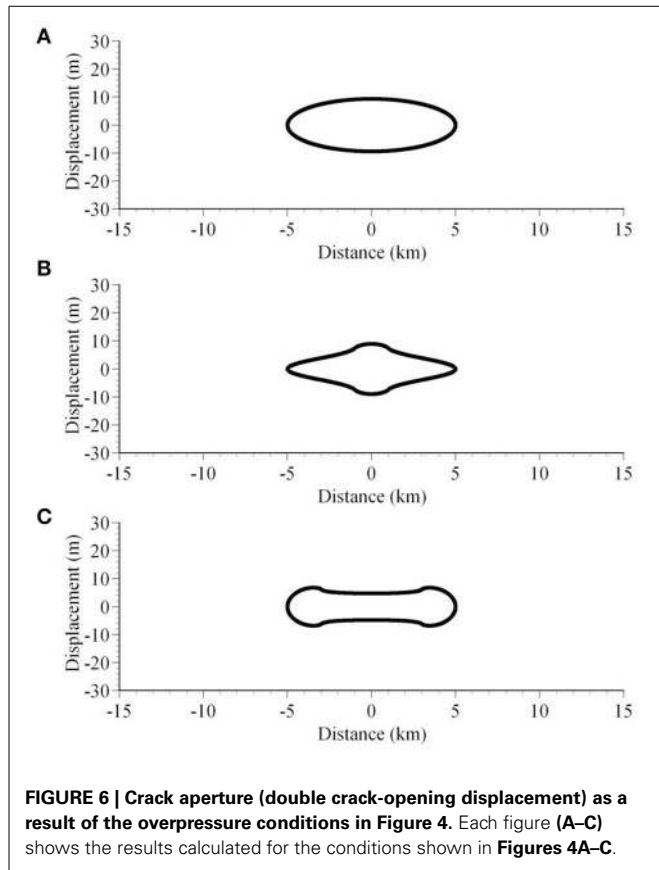 A
30
20
10
0
-10
-20
-30
Displacement (m)
-15 -10 -5 0 5 10 15
Distance (km)
B
30
20
10
0
-10
-20
-30
Displacement (m)
-15 -10 -5 0 5 10 15
Distance (km)
C
30
20
10
0
-10
-20
-30
Displacement (m)
-15 -10 -5 0 5 10 15
Distance (km)
FIGURE 6 | Crack aperture (double crack-opening displacement) as a
result of the overpressure conditions in Figure 4. Each figure (A–C)
shows the results calculated for the conditions shown in Figures 4A–C.